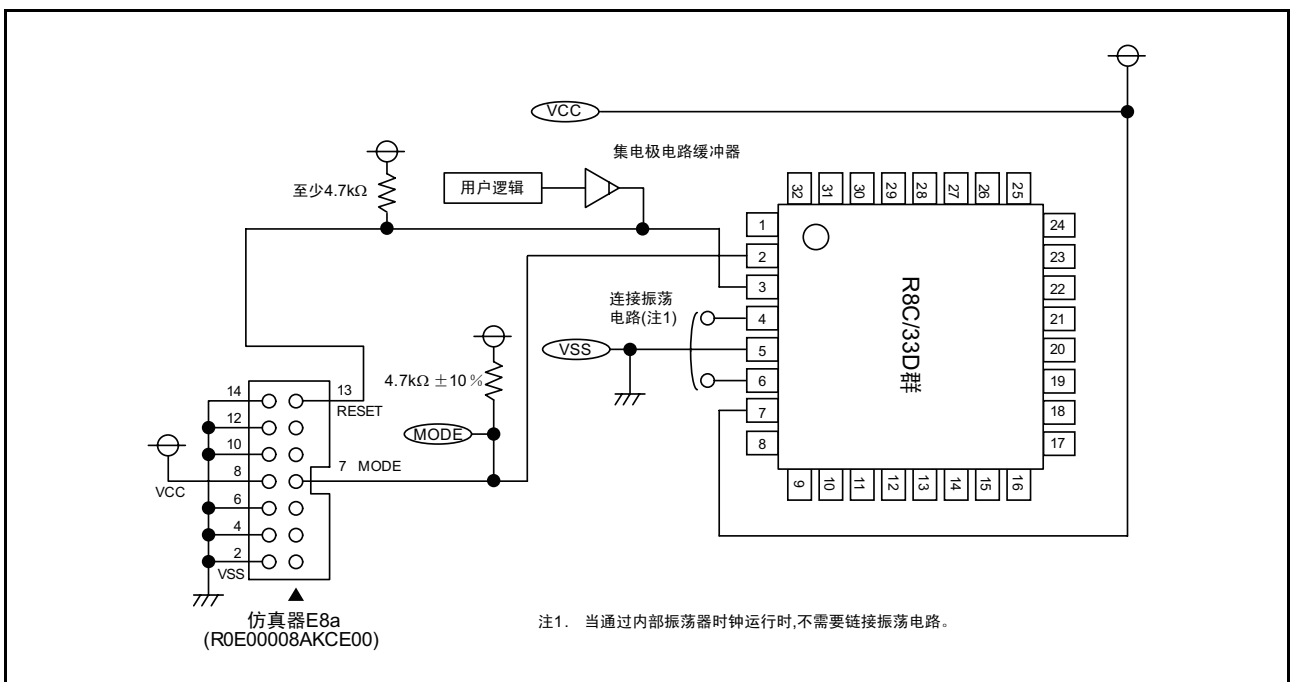 VCC
集电极电路缓冲器
至少4.7kΩ
用户逻辑
32 31 30 29 28 27 26 25
1
2
3
4
5
6
7
8
24
23
22
21
20
19
18
17
9 10 11 12 13 14 15 16
R8C/33D群
连接振荡
电路(注1)
VSS
4.7kΩ ±10%
MODE
14
12
10
8
6
4
2
VCC
VSS
13
RESET
7 MODE
仿真器E8a
(R0E00008AKCE00)
注1. 当通过内部振荡器时钟运行时,不需要链接振荡电路。